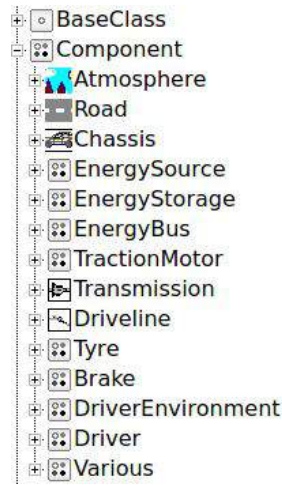 BaseClass
Component
Atmosphere
Road
Chassis
EnergySource
EnergyStorage
EnergyBus
TractionMotor
Transmission
Driveline
Tyre
Brake
DriverEnvironment
Driver
Various